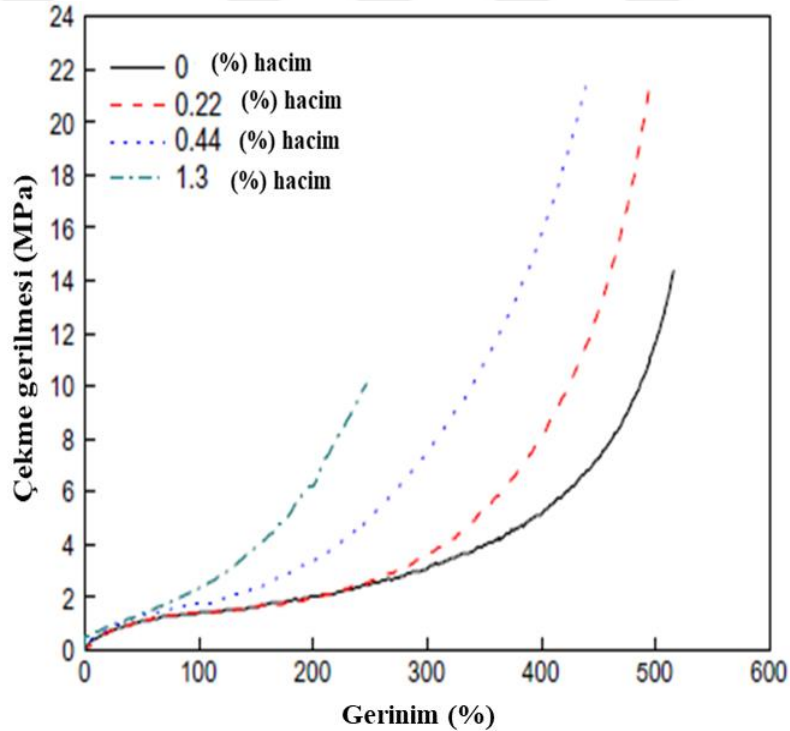 24
22
20
18
16
14
12
10
8
6
4
2
0
Çekme gerilmesi (MPa)
0 (%) hacim
0.22 (%) hacim
0.44 (%) hacim
1.3 (%) hacim
0 100 200 300 400 500 600
Gerinim (%)